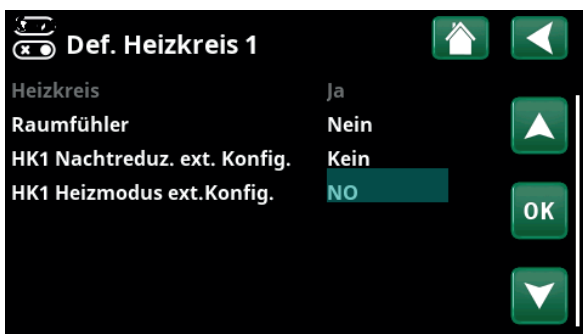 Def. Heizkreis 1
Heizkreis Ja
Raumfühler Nein
HK1 Nachtreduz. ext. Konfig. Kein
HK1 Heizmodus ext.Konfig. NO
OK